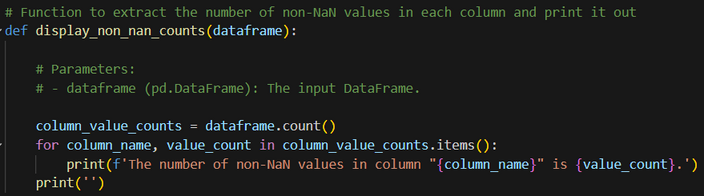 # Function to extract the number of non-NaN values in each column and print it out
def display_non_nan_counts(dataframe):
# Parameters:
# - dataframe (pd.DataFrame): The input DataFrame.
column_value_counts = dataframe.count()
for column_name, value_count in column_value_counts.items():
print(f'The number of non-NaN values in column "{column_name}" is {value_count}.')
print('')